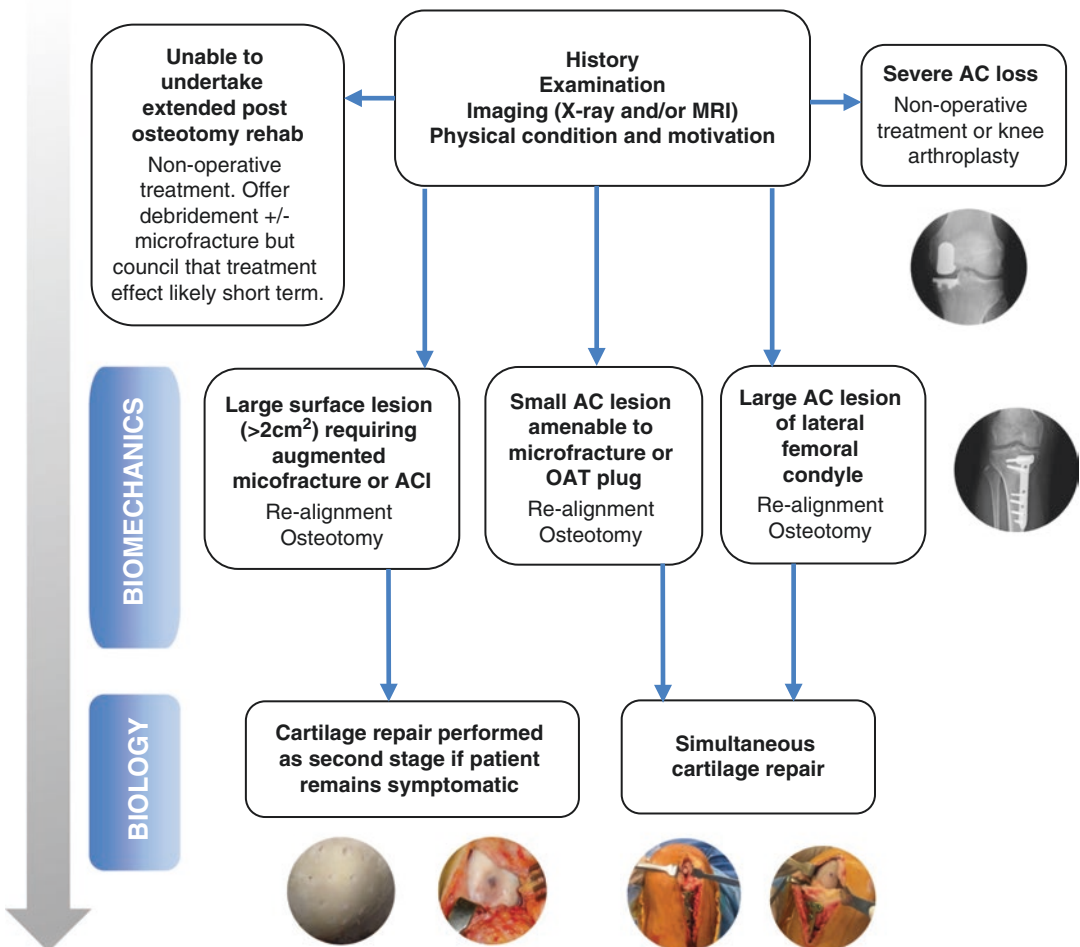 Unable to
undertake
extended post
osteotomy rehab
Non-operative
treatment. Offer
debridement +/-
microfracture but
council that treatment
effect likely short term.
History
Examination
Imaging (X-ray and/or MRI)
Physical condition and motivation
Severe AC loss
Non-operative
treatment or knee
arthroplasty
BIOMECHANICS
Large surface lesion
(>2cm²) requiring
augmented
micofracture or ACI
Re-alignment
Osteotomy
Small AC lesion
amenable to
microfracture or
OAT plug
Re-alignment
Osteotomy
Large AC lesion
of lateral
femoral
condyle
Re-alignment
Osteotomy
BIOLOGY
Cartilage repair performed
as second stage if patient
remains symptomatic
Simultaneous
cartilage repair